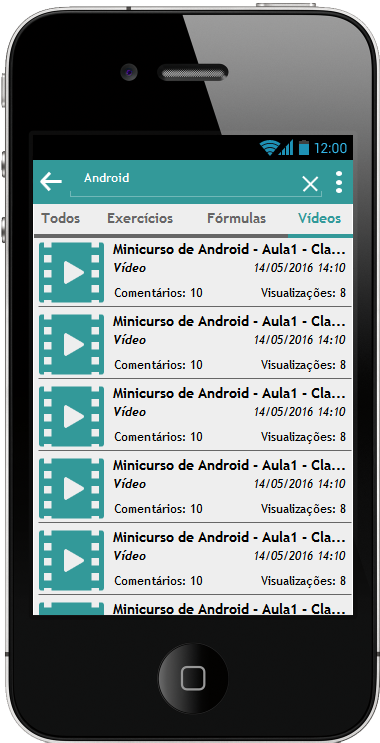 12:00
Android
Todos Exercícios Fórmulas Vídeos
Minicurso de Android - Aula1 - Cla...
Vídeo 14/05/2016 14:10
Comentários: 10 Visualizações: 8
Minicurso de Android - Aula1 - Cla...
Vídeo 14/05/2016 14:10
Comentários: 10 Visualizações: 8
Minicurso de Android - Aula1 - Cla...
Vídeo 14/05/2016 14:10
Comentários: 10 Visualizações: 8
Minicurso de Android - Aula1 - Cla...
Vídeo 14/05/2016 14:10
Comentários: 10 Visualizações: 8
Minicurso de Android - Aula1 - Cla...
Vídeo 14/05/2016 14:10
Comentários: 10 Visualizações: 8
Minicurso de Android - Aula1 - Cla...